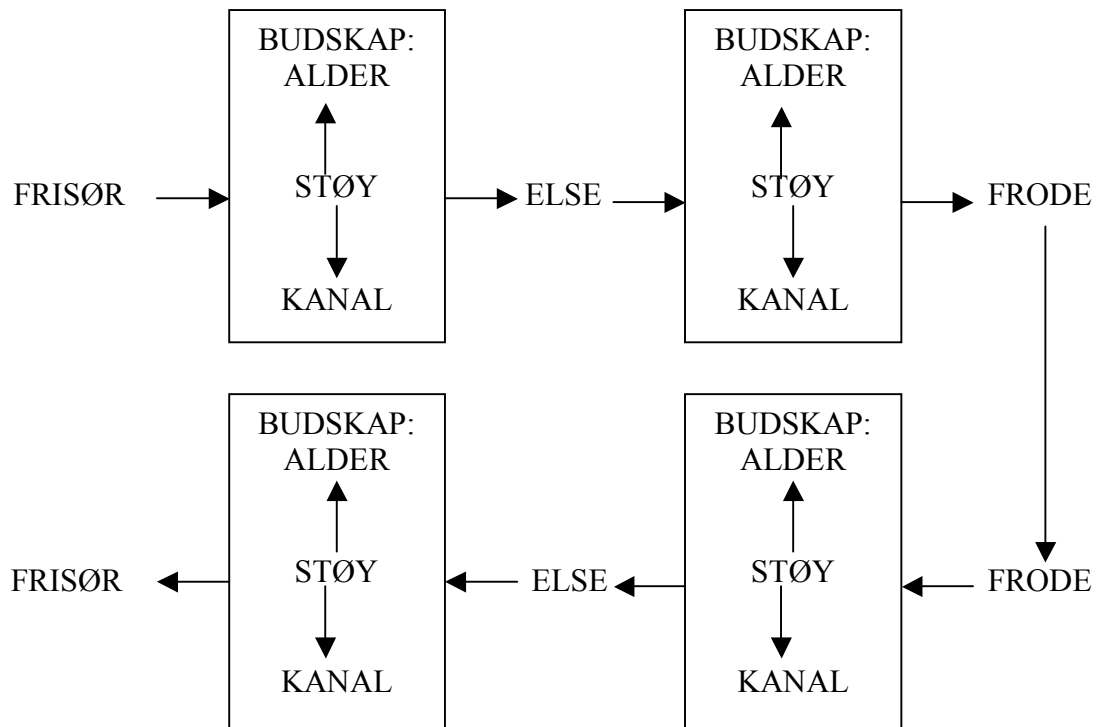 BUDSKAP:
ALDER
BUDSKAP:
ALDER
FRISØR
STØY
ELSE
STØY
FRODE
KANAL
KANAL
BUDSKAP:
ALDER
BUDSKAP:
ALDER
FRISØR
STØY
ELSE
STØY
FRODE
KANAL
KANAL